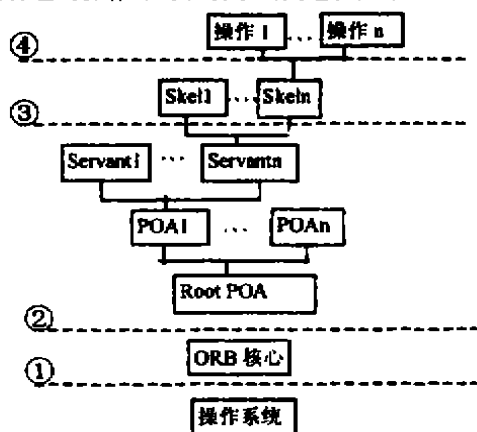 ④
操作 1 ... 操作 n
Skel1 ... Skeln
③
Servant1 ... Servantn
POA1 ... POAn
Root POA
②
ORB 核心
①
操作系统